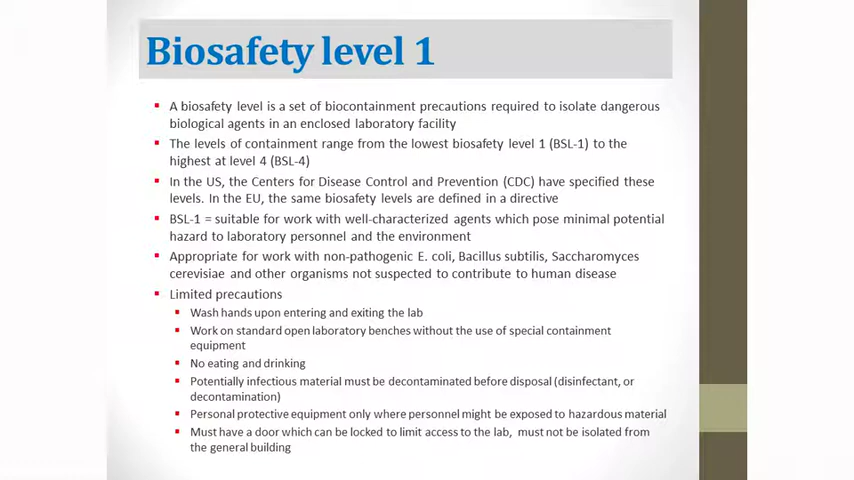 Biosafety level 1
▪ A biosafety level is a set of biocontainment precautions required to isolate dangerous
biological agents in an enclosed laboratory facility
▪ The levels of containment range from the lowest biosafety level 1 (BSL-1) to the
highest at level 4 (BSL-4)
▪ In the US, the Centers for Disease Control and Prevention (CDC) have specified these
levels. In the EU, the same biosafety levels are defined in a directive
▪ BSL-1 = suitable for work with well-characterized agents which pose minimal potential
hazard to laboratory personnel and the environment
▪ Appropriate for work with non-pathogenic E. coli, Bacillus subtilis, Saccharomyces
cerevisiae and other organisms not suspected to contribute to human disease
▪ Limited precautions
▪ Wash hands upon entering and exiting the lab
▪ Work on standard open laboratory benches without the use of special containment
equipment
▪ No eating and drinking
▪ Potentially infectious material must be decontaminated before disposal (disinfectant, or
decontamination)
▪ Personal protective equipment only where personnel might be exposed to hazardous material
▪ Must have a door which can be locked to limit access to the lab, must not be isolated from
the general building